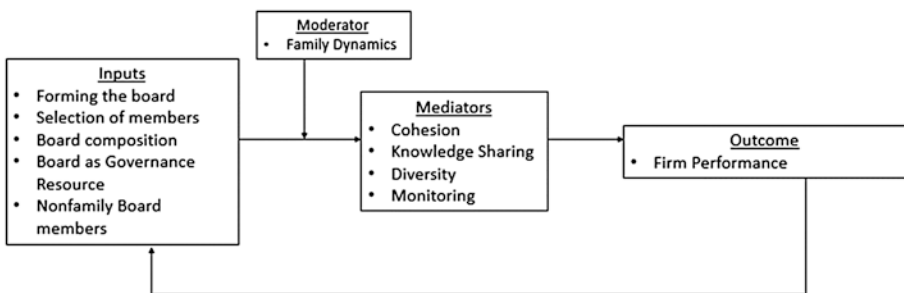 Moderator
• Family Dynamics
Inputs
• Forming the board
• Selection of members
• Board composition
• Board as Governance
Resource
• Nonfamily Board
members
Mediators
• Cohesion
• Knowledge Sharing
• Diversity
• Monitoring
Outcome
• Firm Performance